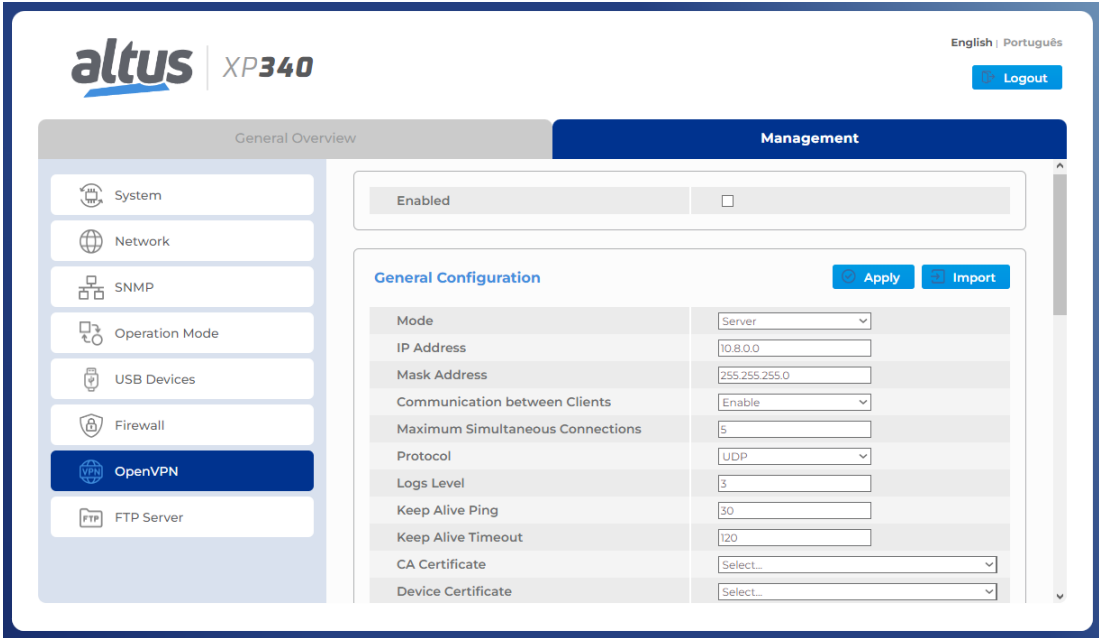 altus XP340
English | Português
Logout
General Overview
Management
System
Network
SNMP
Operation Mode
USB Devices
Firewall
VPN OpenVPN
FTP FTP Server
Enabled
General Configuration
Apply
Import
Mode Server
IP Address 10.8.0.0
Mask Address 255.255.255.0
Communication between Clients Enable
Maximum Simultaneous Connections 5
Protocol UDP
Logs Level 3
Keep Alive Ping 30
Keep Alive Timeout 120
CA Certificate Select...
Device Certificate Select...